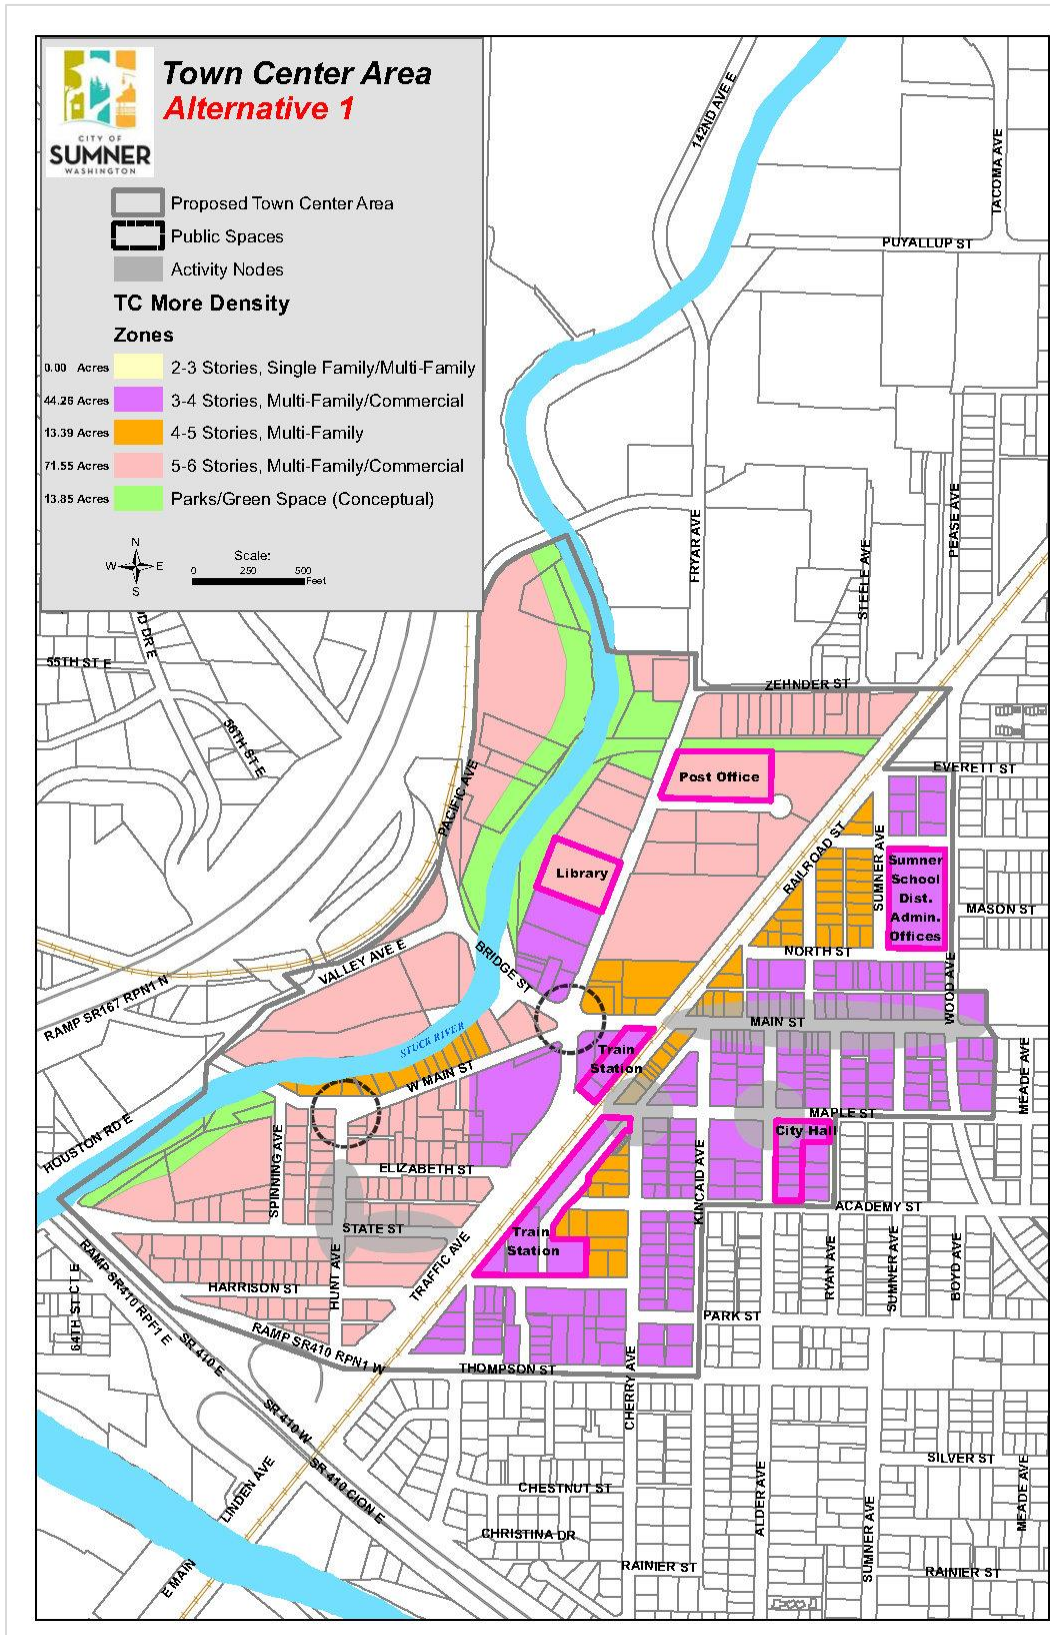 Town Center Area
Alternative 1
CITY OF
SUMNER
WASHINGTON
Proposed Town Center Area
Public Spaces
Activity Nodes
TC More Density
Zones
0.00 Acres 2-3 Stories, Single Family/Multi-Family
44.26 Acres 3-4 Stories, Multi-Family/Commercial
13.39 Acres 4-5 Stories, Multi-Family
71.55 Acres 5-6 Stories, Multi-Family/Commercial
13.85 Acres Parks/Green Space (Conceptual)
N
W E
S
Scale:
0 250 500
Feet
142ND AVE E
TACOMA AVE
PUYALLUP ST
FRYAR AVE
STEELE AVE
PEASE AVE
D DR E
55TH ST E
56TH ST E
ZEHNDER ST
EVERETT ST
PACIFIC AVE
Post Office
RAILROAD ST
SUMNER AVE
Library
Sumner
School
Dist.
Admin.
Offices
MASON ST
NORTH ST
VALLEY AVE E
BRIDGE ST
WOOD AVE
RAMP SR167 RPN1 N
STUCK RIVER
MAIN ST
Train
Station
W MAIN ST
MEADE AVE
HOUSTON RD E
MAPLE ST
City Hall
SPINNING AVE
ELIZABETH ST
KINCAID AVE
ACADEMY ST
STATE ST
Train
Station
HUNT AVE
TRAFFIC AVE
RYAN AVE
SUMNER AVE
BOYD AVE
RAMP SR410 RPF1 E
64TH ST CT E
HARRISON ST
PARK ST
SR 410 E
RAMP SR410 RPN1 W
THOMPSON ST
CHERRY AVE
SR 410 W
SR 410 CION E
LINDEN AVE
SILVER ST
CHESTNUT ST
ALDER AVE
MEADE AVE
SUMNER AVE
CHRISTINA DR
RAINIER ST
RAINIER ST
E MAIN